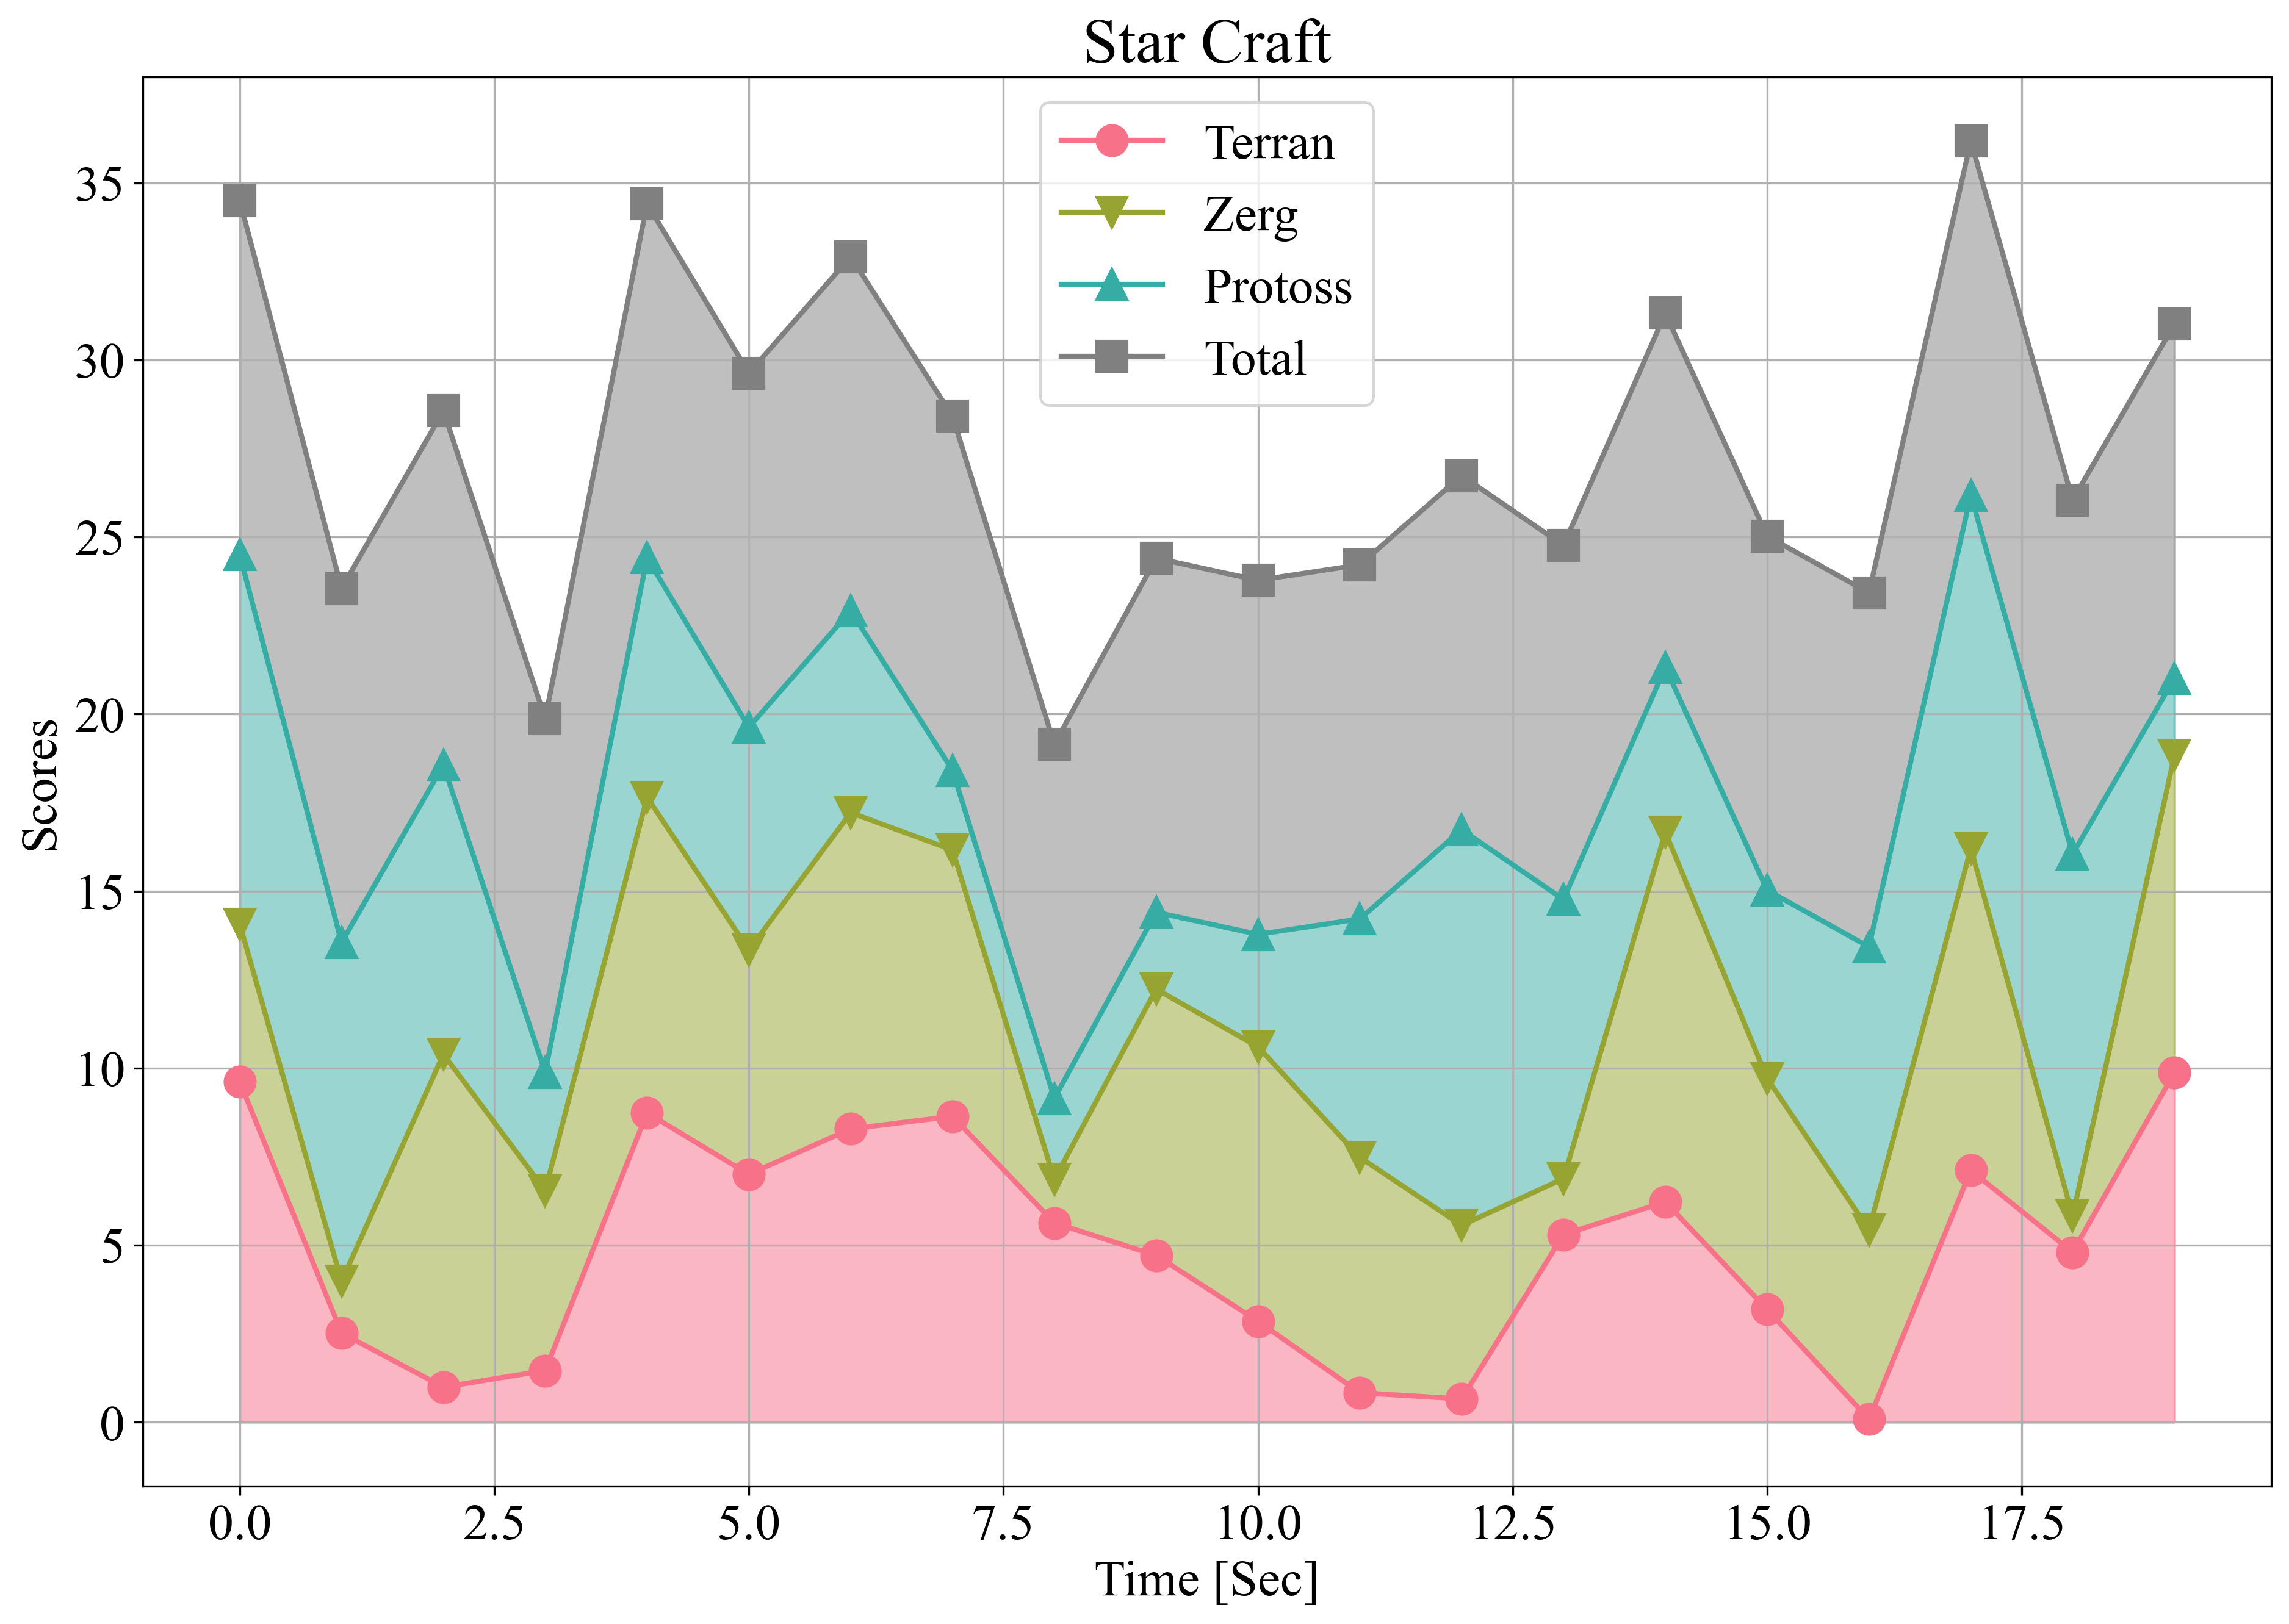 Star Craft
Terran
Zerg
Protoss
Total
Scores
35
30
25
20
15
10
5
0
0.0 2.5 5.0 7.5 10.0 12.5 15.0 17.5
Time [Sec]